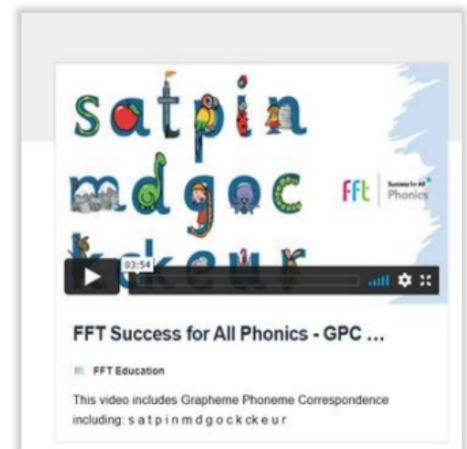 satpin
mdgoc
kckeur
fft Success for All Phonics
03:54
FFT Success for All Phonics - GPC ...
FFT Education
This video includes Grapheme Phoneme Correspondence
including: s a t p i n m d g o c k ck e u r